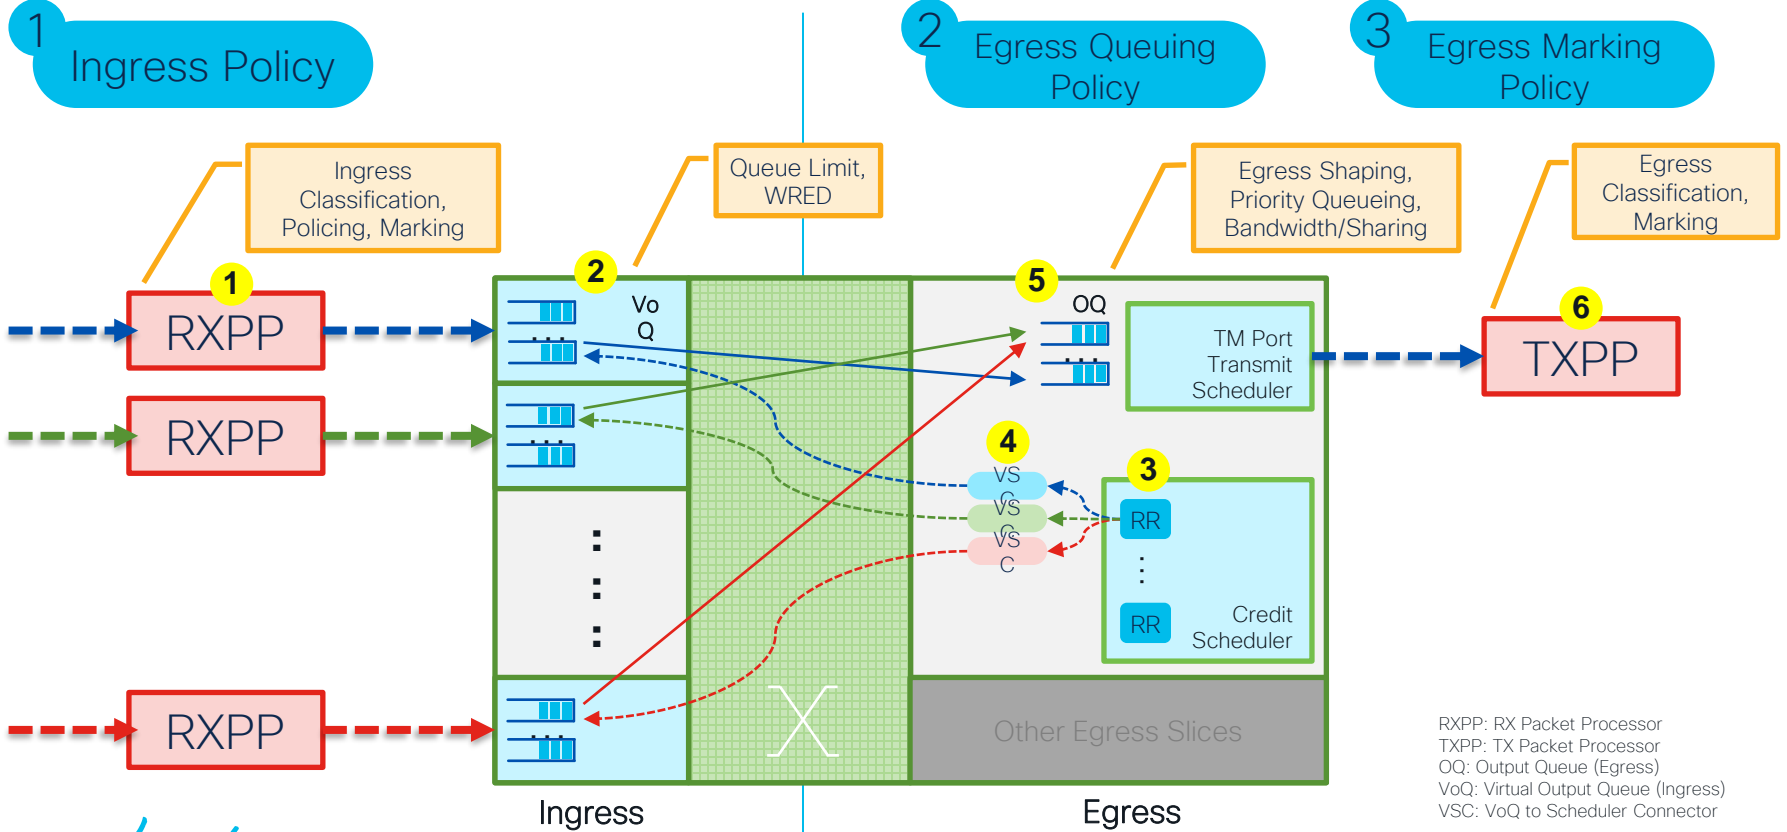 1
Ingress Policy
2
Egress Queuing
Policy
3
Egress Marking
Policy
Ingress
Classification,
Policing, Marking
Queue Limit,
WRED
Egress Shaping,
Priority Queueing,
Bandwidth/Sharing
Egress
Classification,
Marking
1
RXPP
RXPP
RXPP
2
Vo
Q
5
OQ
TM Port
Transmit
Scheduler
6
TXPP
4
VS
C
VS
C
VS
C
3
RR
RR
Credit
Scheduler
Other Egress Slices
Ingress
Egress
RXPP: RX Packet Processor
TXPP: TX Packet Processor
OQ: Output Queue (Egress)
VoQ: Virtual Output Queue (Ingress)
VSC: VoQ to Scheduler Connector